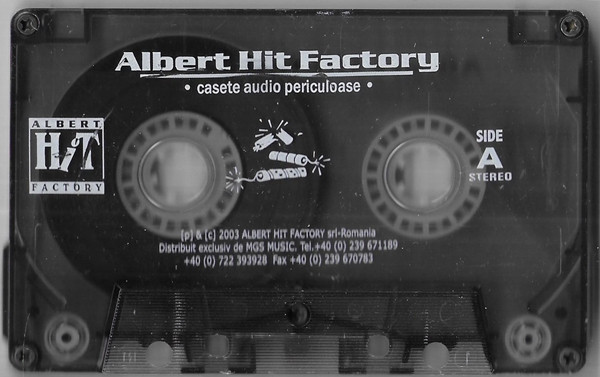 Albert Hit Factory
• casete audio periculoase •
ALBERT
HiT
FACTORY
SIDE
A
STEREO
[p] & [c] 2003 ALBERT HIT FACTORY srl-Romania
Distribuit exclusiv de MGS MUSIC. Tel.+40 (0) 239 671189
+40 (0) 722 393928 Fax +40 (0) 239 670783